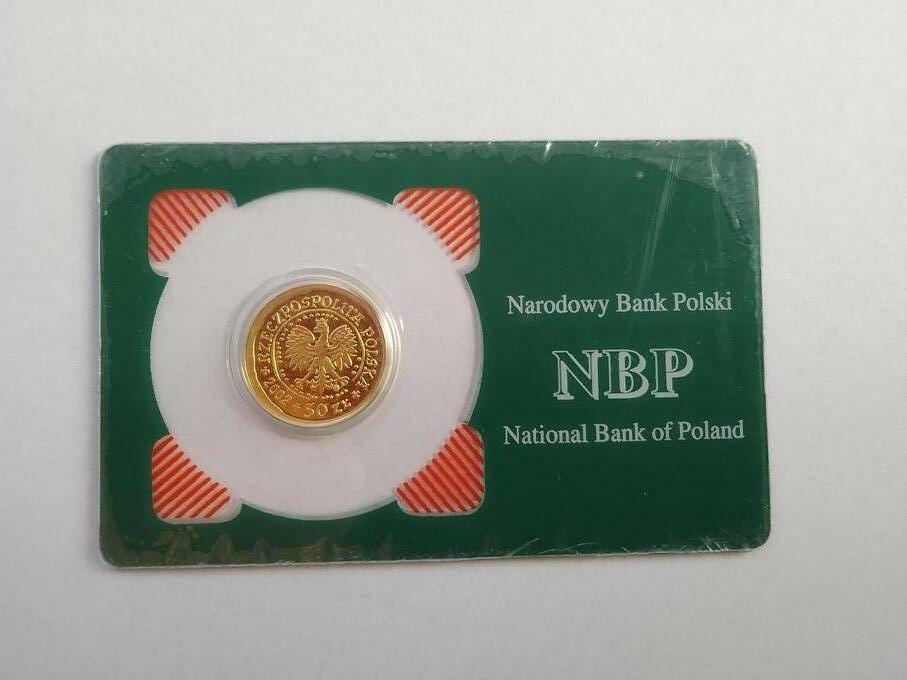 RZECZPOSPOLITA POLSKA
2002 50 ZŁ
Narodowy Bank Polski
NBP
National Bank of Poland